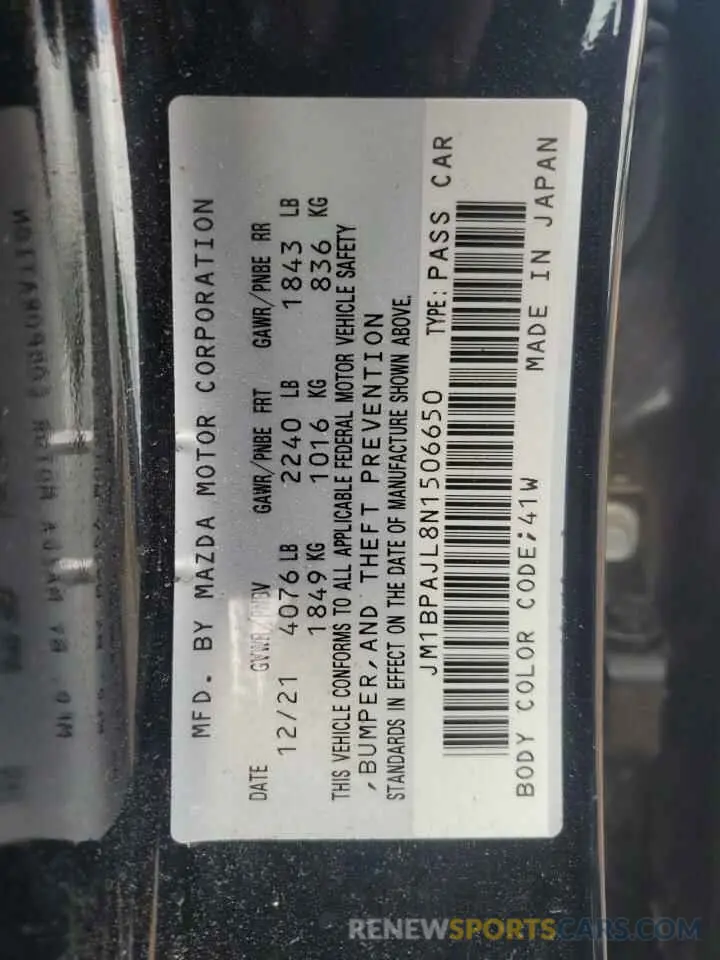 MFD. BY MAZDA MOTOR CORPORATION
DATE GVWR/PNBV GAWR/PNBE FRT GAWR/PNBE RR
12/21 4076 LB 2240 LB 1843 LB
1849 KG 1016 KG 836 KG
THIS VEHICLE CONFORMS TO ALL APPLICABLE FEDERAL MOTOR VEHICLE SAFETY
,BUMPER, AND THEFT PREVENTION
STANDARDS IN EFFECT ON THE DATE OF MANUFACTURE SHOWN ABOVE.
JM1BPAJL8N1506650 TYPE: PASS CAR
BODY COLOR CODE;41W MADE IN JAPAN
RENEWSPORTSCARS.COM